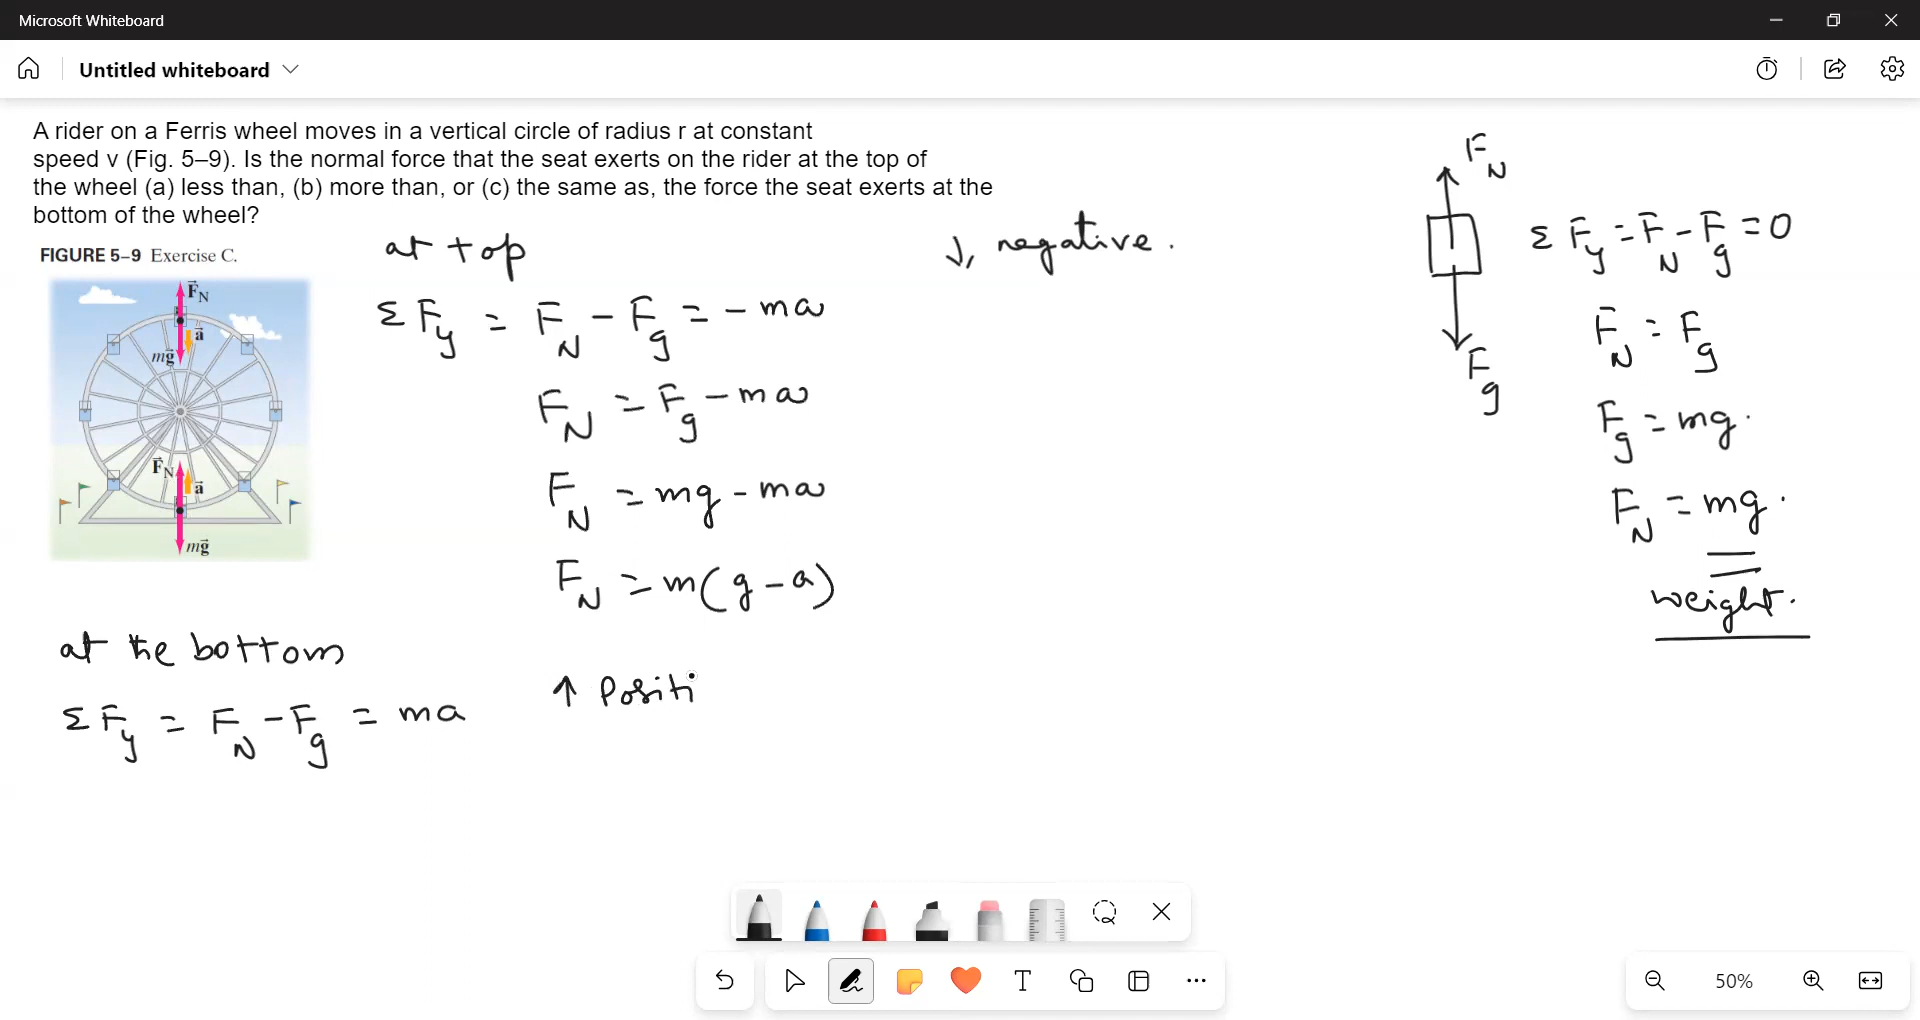 Microsoft Whiteboard
Untitled whiteboard
A rider on a Ferris wheel moves in a vertical circle of radius r at constant
speed v (Fig. 5–9). Is the normal force that the seat exerts on the rider at the top of
the wheel (a) less than, (b) more than, or (c) the same as, the force the seat exerts at the
bottom of the wheel?
FIGURE 5–9 Exercise C.
F⃗N
a⃗
mg⃗
F⃗N
a⃗
mg⃗
at top
ΣFy = FN - Fg = - ma
FN = Fg - ma
FN = mg - ma
FN = m(g - a)
↓, negative.
at the bottom
ΣFy = FN - Fg = ma
↑ Positi
FN
Fg
ΣFy = FN - Fg = 0
FN = Fg
Fg = mg.
FN = mg.
weight.
T
50%